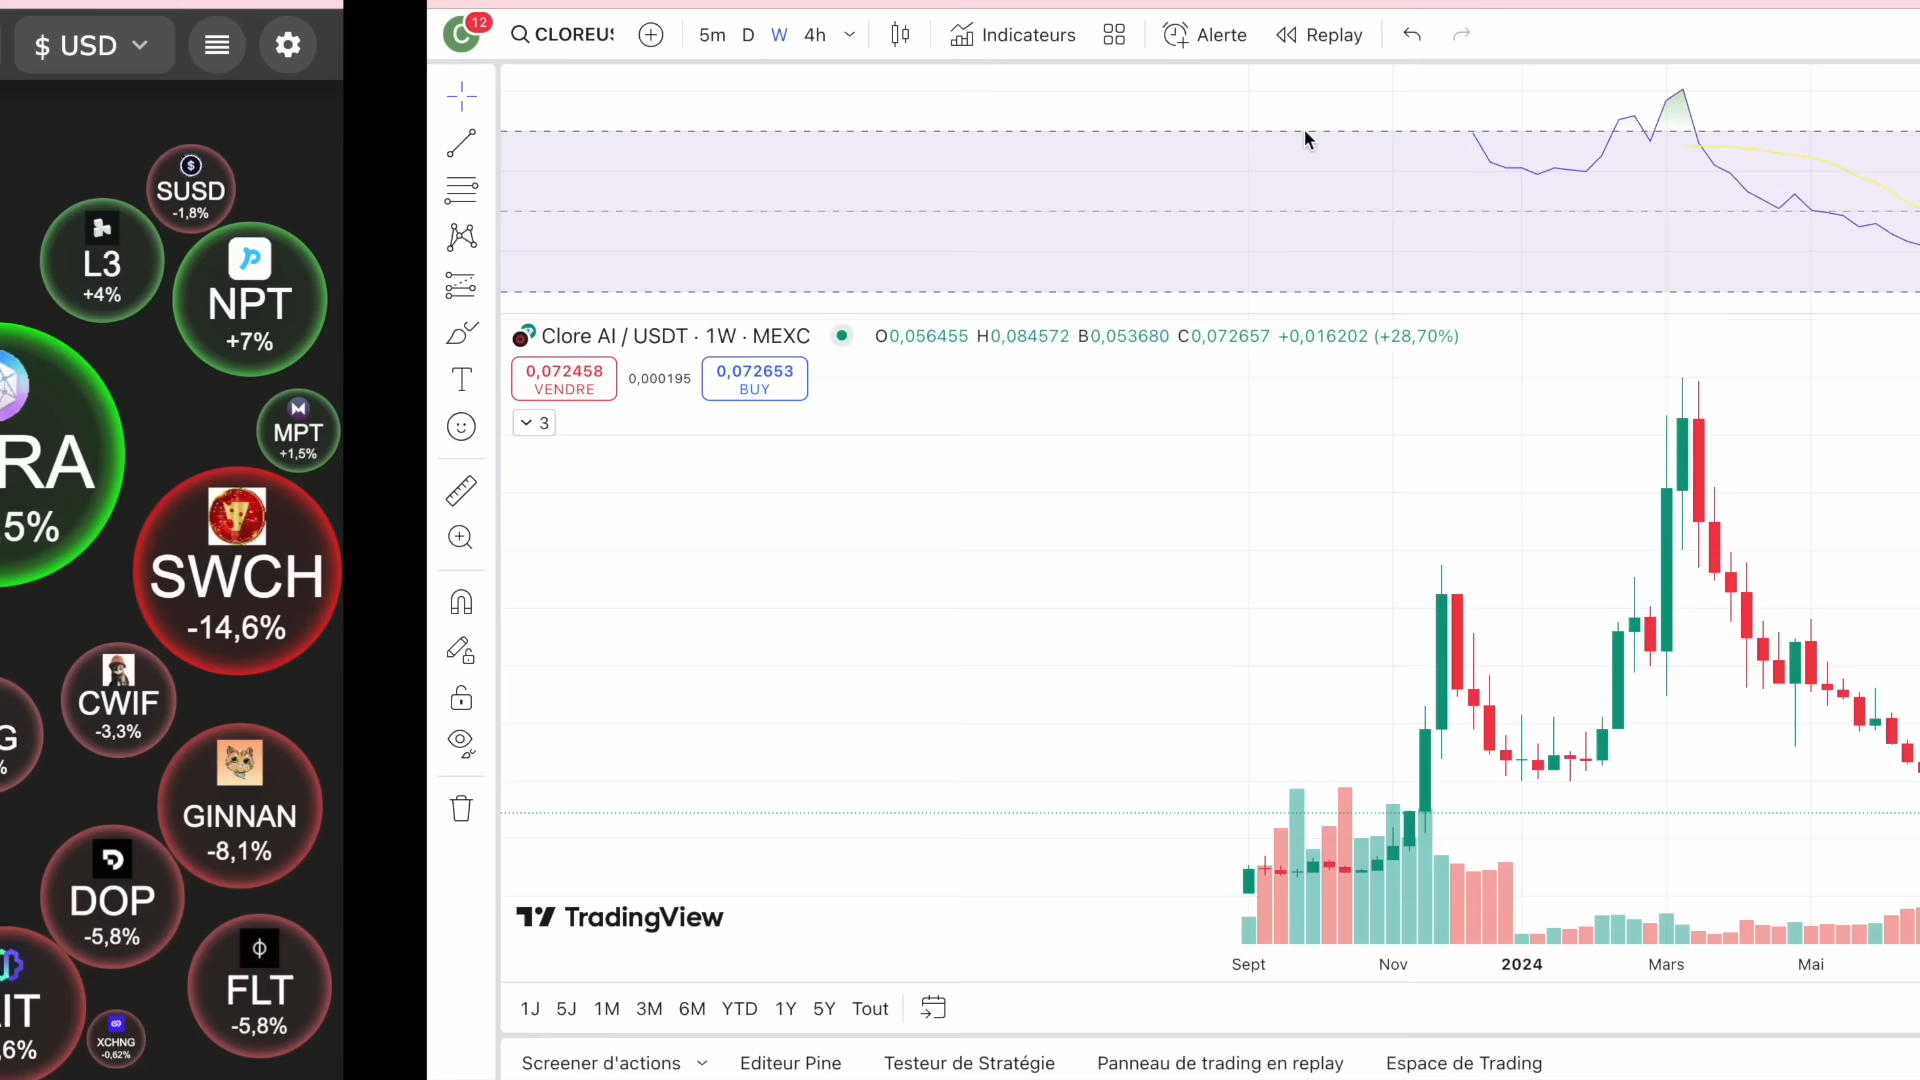 $ USD
$
SUSD
-1,8%
L3
+4%
NPT
+7%
MPT
+1,5%
RA
5%
SWCH
-14,6%
CWIF
-3,3%
G
%
GINNAN
-8,1%
DOP
-5,8%
FLT
-5,8%
IT
6%
XCHNG
-0,62%
C
12
CLOREUS
5m D W 4h
Indicateurs
Alerte
Replay
Clore AI / USDT · 1W · MEXC
O0,056455 H0,084572 B0,053680 C0,072657 +0,016202 (+28,70%)
0,072458
VENDRE
0,000195
0,072653
BUY
3
TradingView
Sept Nov 2024 Mars Mai
1J 5J 1M 3M 6M YTD 1Y 5Y Tout
Screener d'actions Editeur Pine Testeur de Stratégie Panneau de trading en replay Espace de Trading